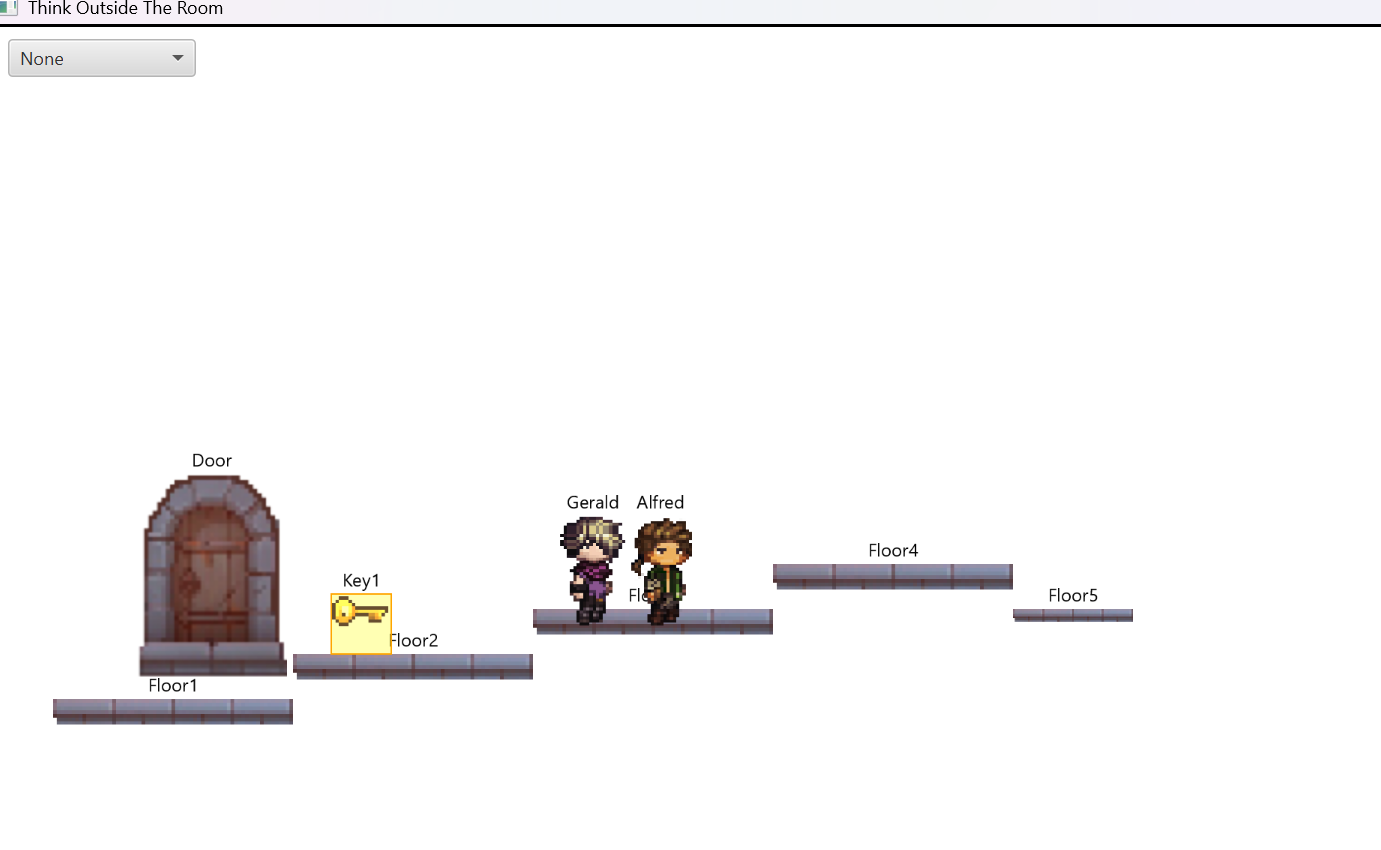 Think Outside The Room
None
Door
Gerald
Alfred
Floor4
Key1
Floor5
Floor2
Floor1